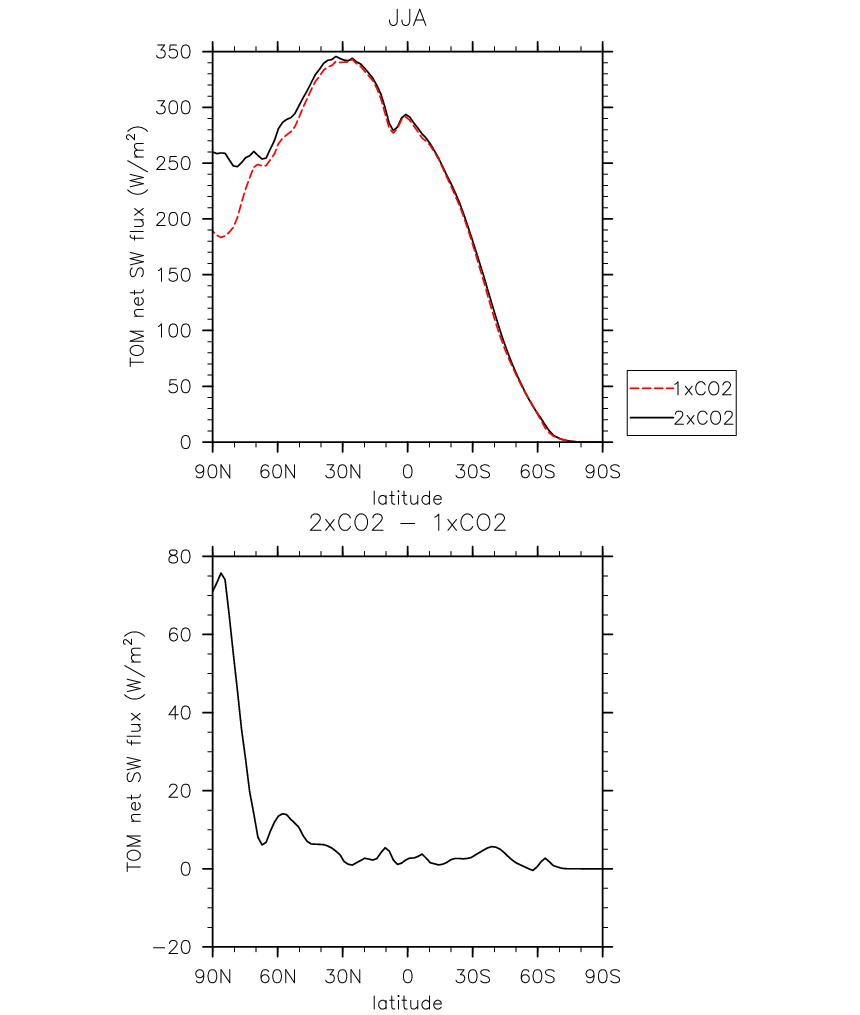 JJA
TOM net SW flux (W/m²)
350
300
250
200
150
100
50
0
90N 60N 30N 0 30S 60S 90S
latitude
1xCO2
2xCO2
2xCO2 − 1xCO2
TOM net SW flux (W/m²)
80
60
40
20
0
−20
90N 60N 30N 0 30S 60S 90S
latitude